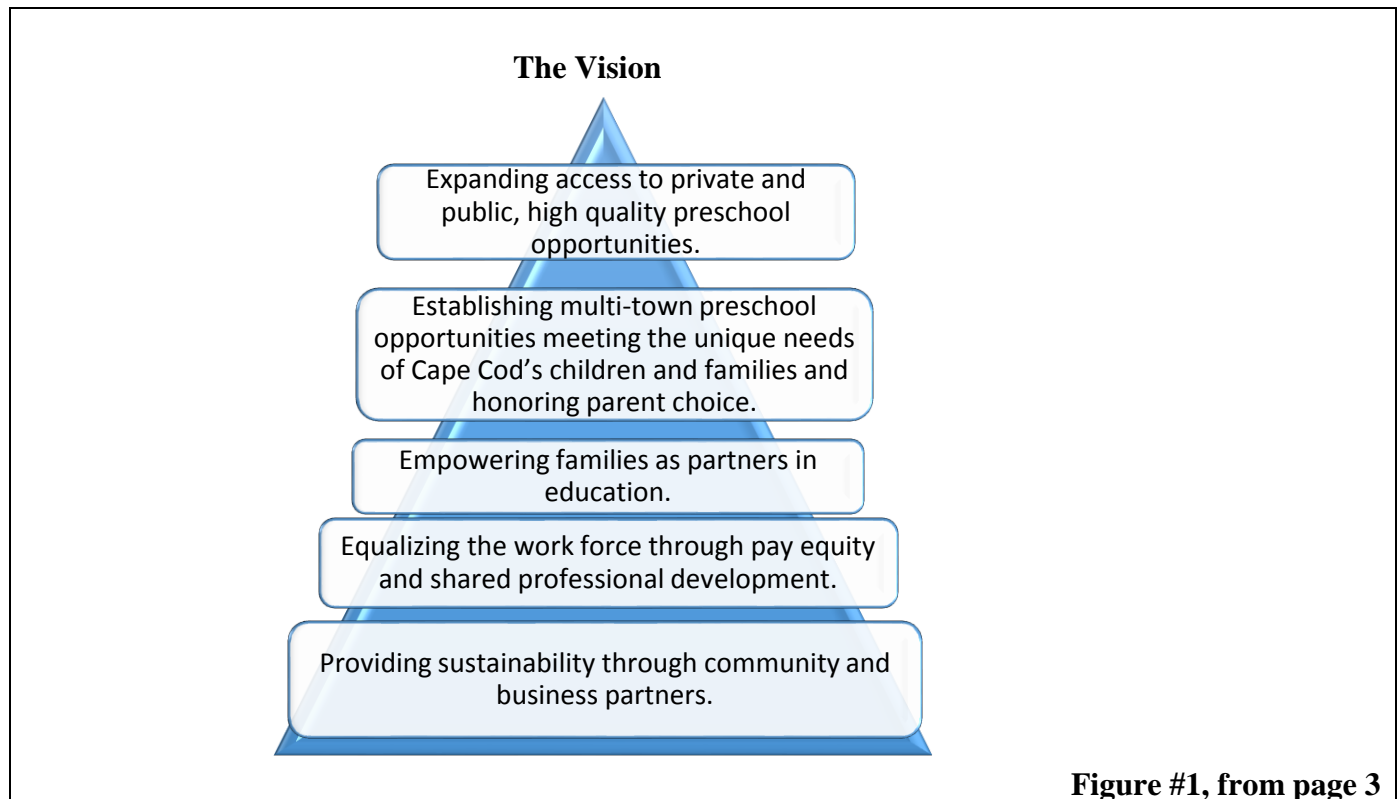 The Vision
Expanding access to private and
public, high quality preschool
opportunities.
Establishing multi-town preschool
opportunities meeting the unique needs
of Cape Cod’s children and families and
honoring parent choice.
Empowering families as partners in
education.
Equalizing the work force through pay equity
and shared professional development.
Providing sustainability through community and
business partners.
Figure #1, from page 3